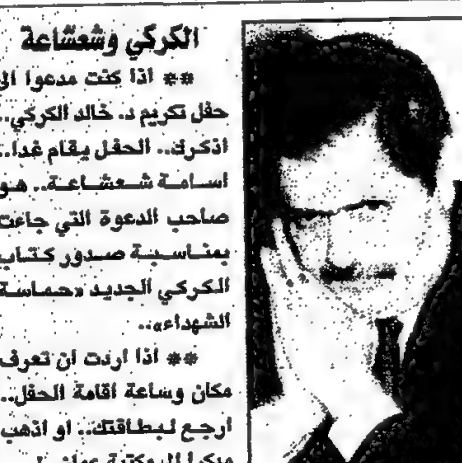 الكركي وشعشاعة
** اذا كنت مدعوا الى
حفل تكريم د. خالد الكركي..
اذكرك.. الحفل يقام غدا..
اسامة شعشاعة.. هو
صاحب الدعوة التي جاءت
بمناسبة صدور كتاب
الكركي الجديد «حماسة
الشهداء»..
** اذا اردت ان تعرف
مكان وساعة اقامة الحفل..
ارجع لبطاقتك.. او اذهب